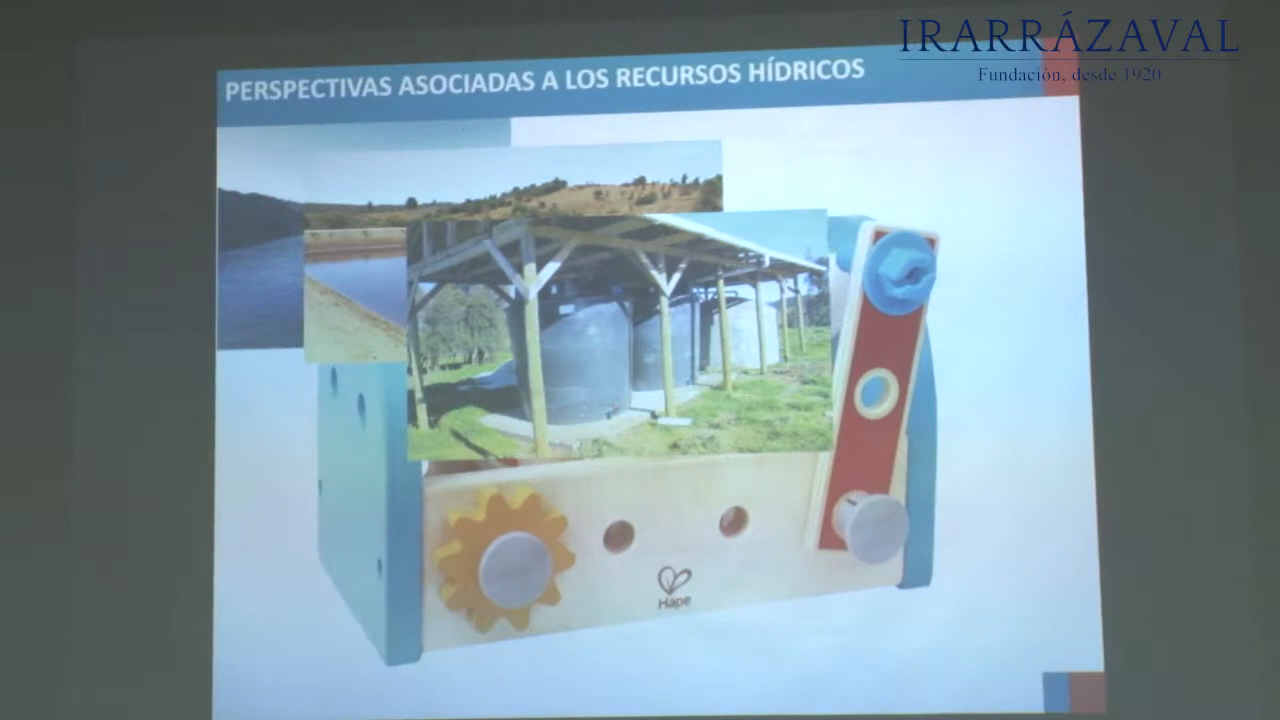 IRARRÁZAVAL
Fundación, desde 1920
PERSPECTIVAS ASOCIADAS A LOS RECURSOS HÍDRICOS
Hape